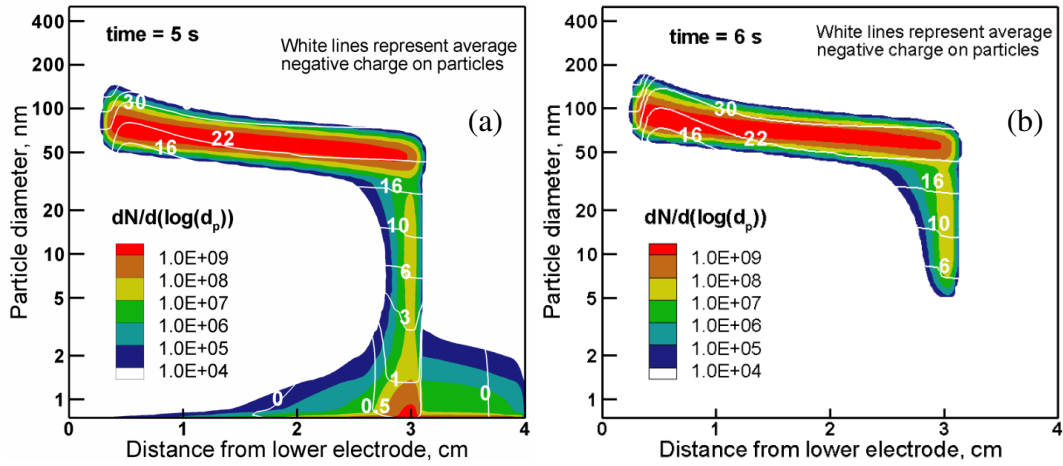 time = 5 s
White lines represent average
negative charge on particles
(a)
Particle diameter, nm
400
200
100
50
20
10
5
2
1
30
22
16
16
10
6
3
1
0.5
0
0
dN/d(log(dp))
1.0E+09
1.0E+08
1.0E+07
1.0E+06
1.0E+05
1.0E+04
0 1 2 3 4
Distance from lower electrode, cm
time = 6 s
White lines represent average
negative charge on particles
(b)
Particle diameter, nm
400
200
100
50
20
10
5
2
1
30
22
16
16
10
6
dN/d(log(dp))
1.0E+09
1.0E+08
1.0E+07
1.0E+06
1.0E+05
1.0E+04
0 1 2 3 4
Distance from lower electrode, cm